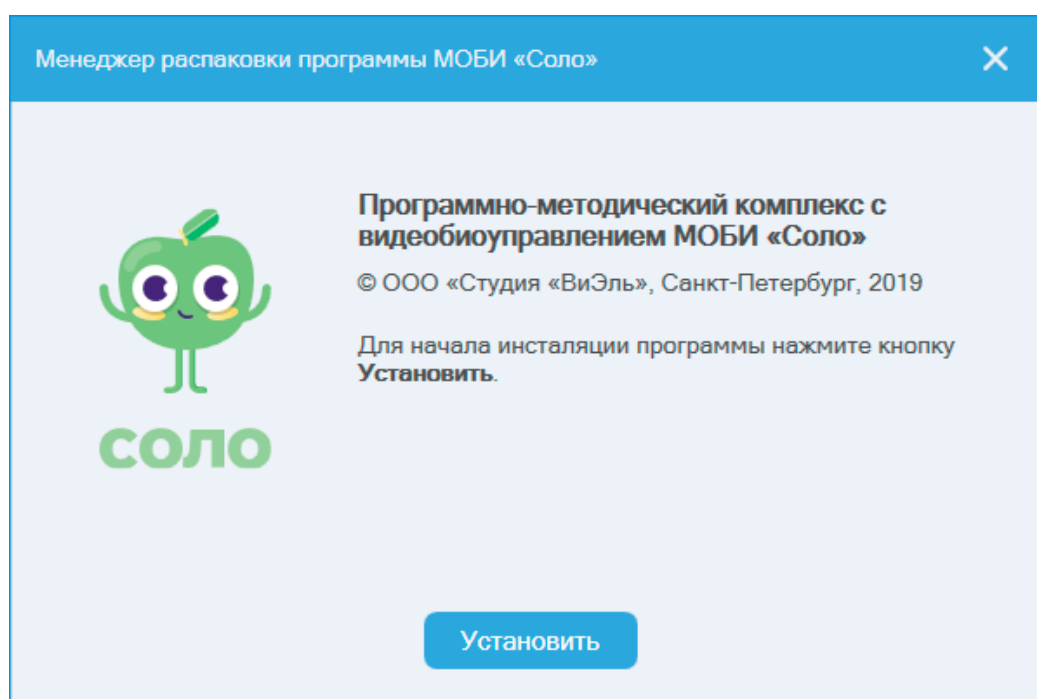 Менеджер распаковки программы МОБИ «Соло»
Программно-методический комплекс с
видеобиоуправлением МОБИ «Соло»
© ООО «Студия «ВиЭль», Санкт-Петербург, 2019
Для начала инсталяции программы нажмите кнопку
Установить.
соло
Установить